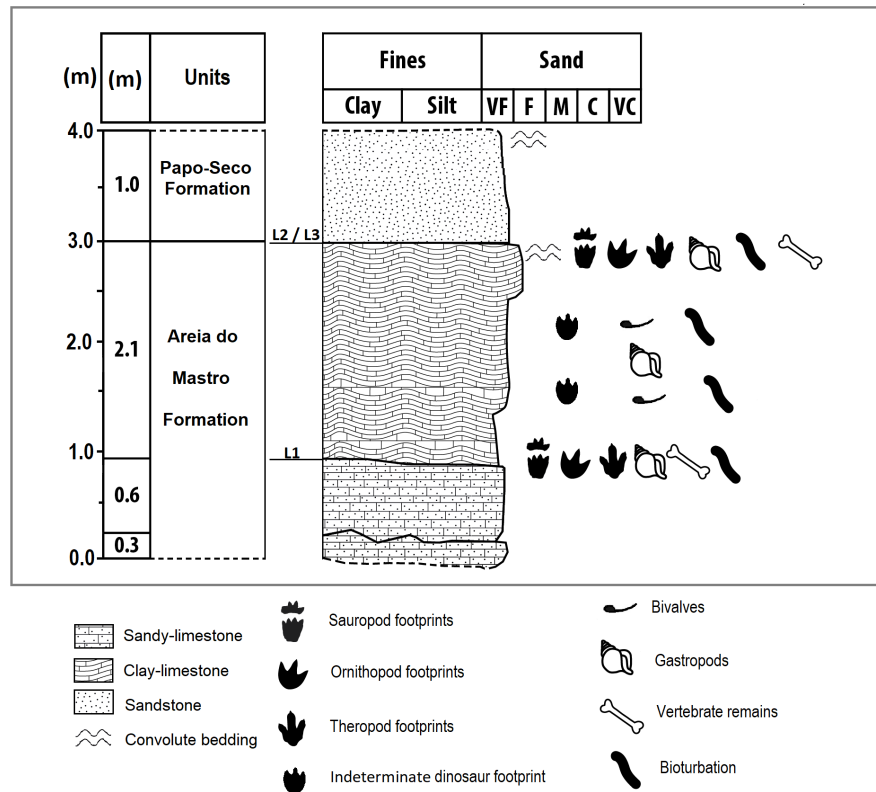 Fines Sand
(m) (m) Units
Clay Silt VF F M C VC
4.0
Papo-Seco
1.0
Formation
L2 / L3
3.0
2.0
2.1
Areia do
Mastro
Formation
1.0
L1
0.6
0.3
0.0
Sandy-limestone
Clay-limestone
Sandstone
Convolute bedding
Sauropod footprints
Ornithopod footprints
Theropod footprints
Indeterminate dinosaur footprint
Bivalves
Gastropods
Vertebrate remains
Bioturbation